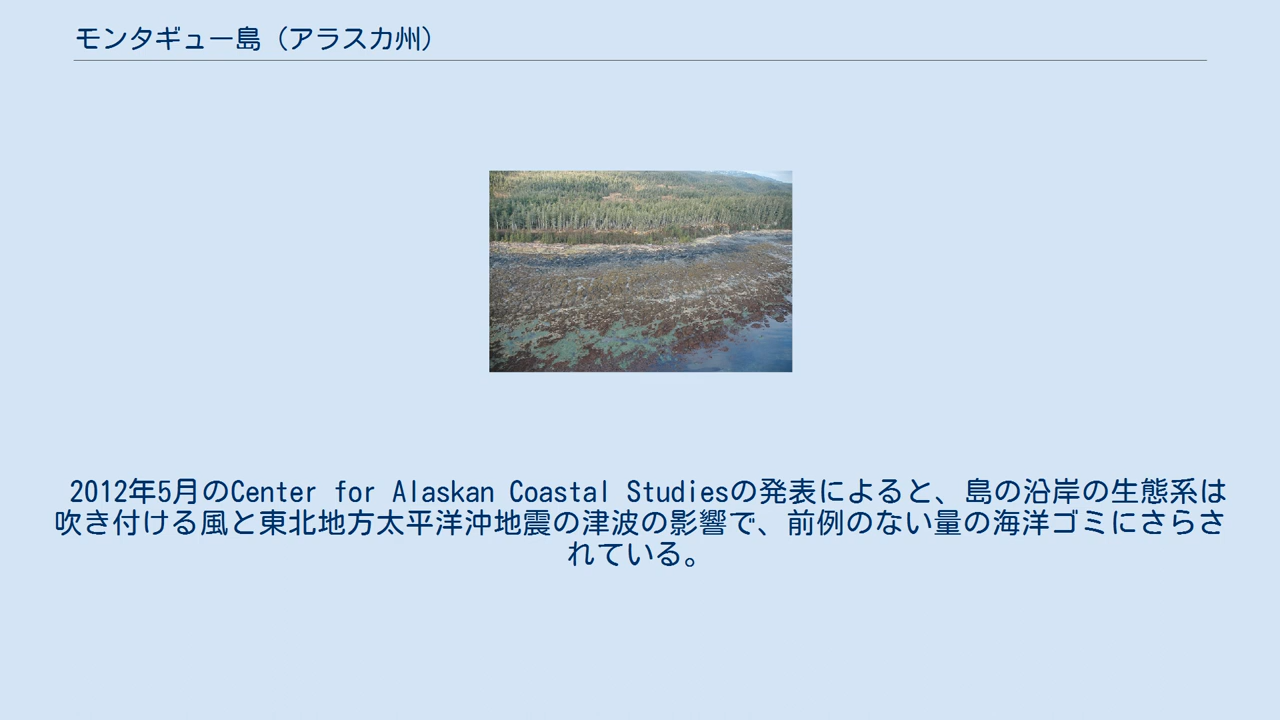 モンタギュー島（アラスカ州）
2012年5月のCenter for Alaskan Coastal Studiesの発表によると、島の沿岸の生態系は
吹き付ける風と東北地方太平洋沖地震の津波の影響で、前例のない量の海洋ゴミにさらさ
れている。